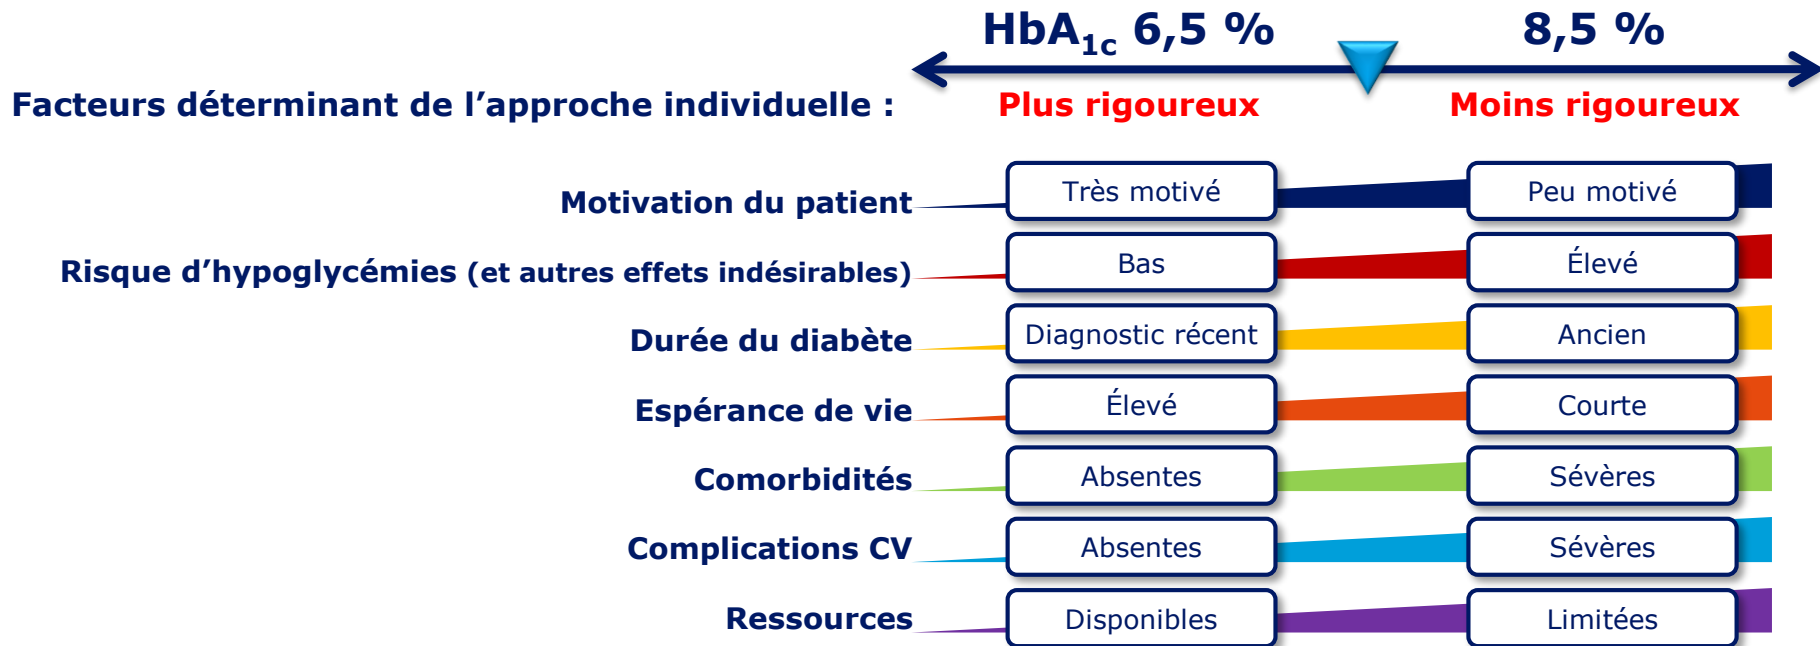 HbA1c 6,5 % 8,5 %
Facteurs déterminant de l’approche individuelle : Plus rigoureux Moins rigoureux
Motivation du patient Très motivé Peu motivé
Risque d’hypoglycémies (et autres effets indésirables) Bas Élevé
Durée du diabète Diagnostic récent Ancien
Espérance de vie Élevé Courte
Comorbidités Absentes Sévères
Complications CV Absentes Sévères
Ressources Disponibles Limitées